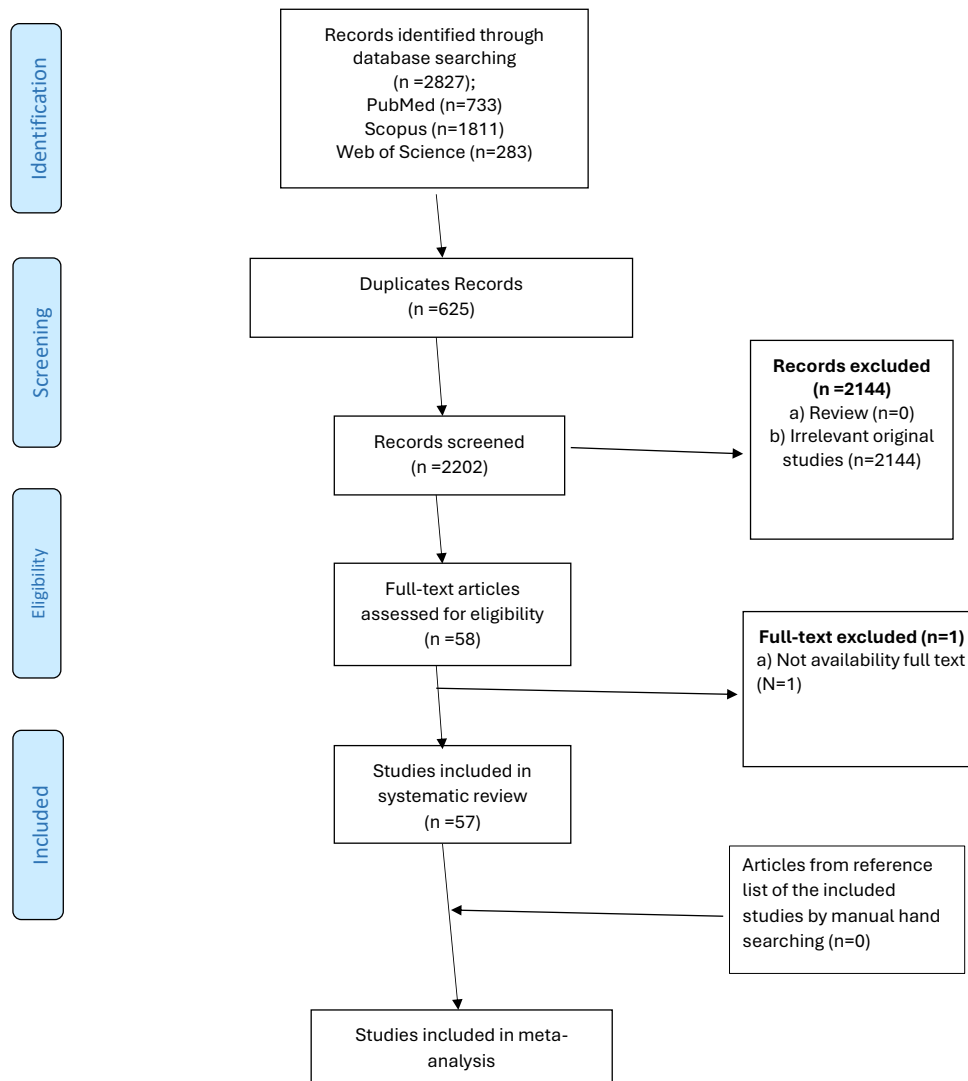 Identification
Records identified through
database searching
(n =2827);
PubMed (n=733)
Scopus (n=1811)
Web of Science (n=283)
Screening
Duplicates Records
(n =625)
Records screened
(n =2202)
Records excluded
(n =2144)
a) Review (n=0)
b) Irrelevant original
studies (n=2144)
Eligibility
Full-text articles
assessed for eligibility
(n =58)
Full-text excluded (n=1)
a) Not availability full text
(N=1)
Included
Studies included in
systematic review
(n =57)
Articles from reference
list of the included
studies by manual hand
searching (n=0)
Studies included in meta-
analysis